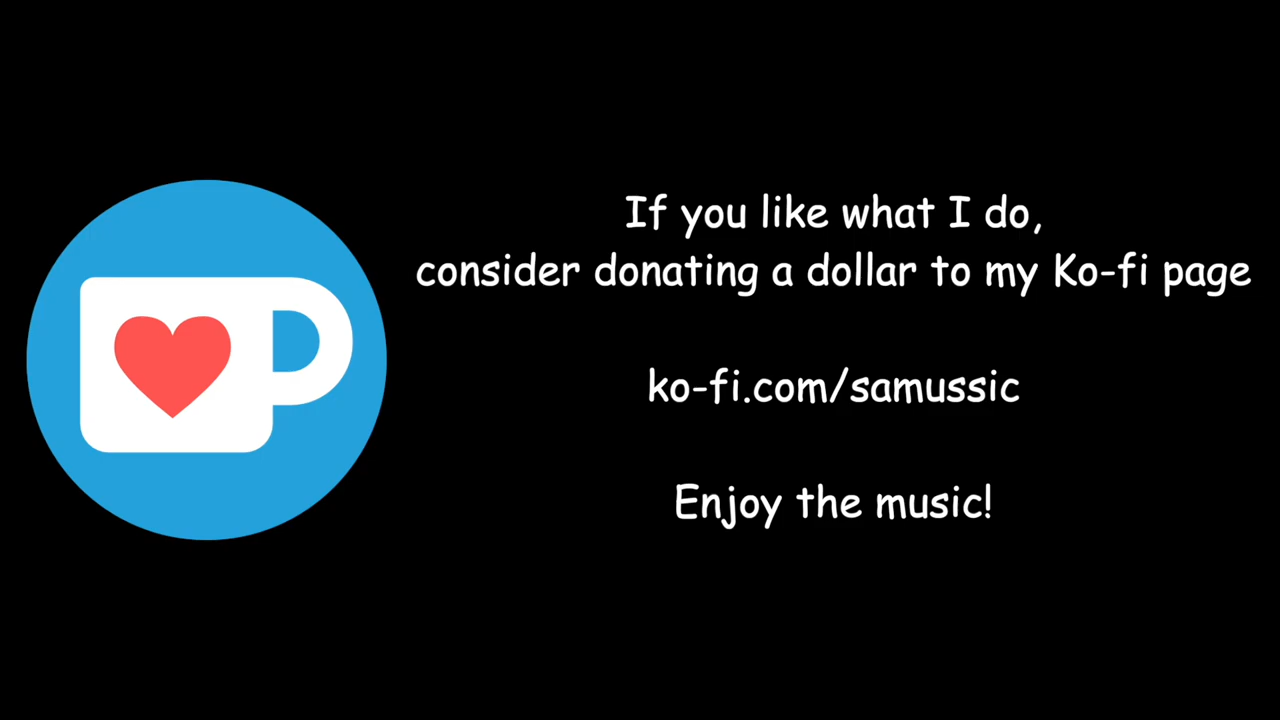 If you like what I do,
consider donating a dollar to my Ko-fi page
ko-fi.com/samussic
Enjoy the music!